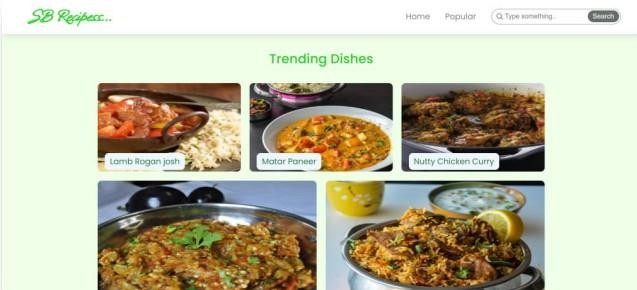 SB Recipess...
Home
Popular
Type something..
Search
Trending Dishes
Lamb Rogan josh
Matar Paneer
Nutty Chicken Curry